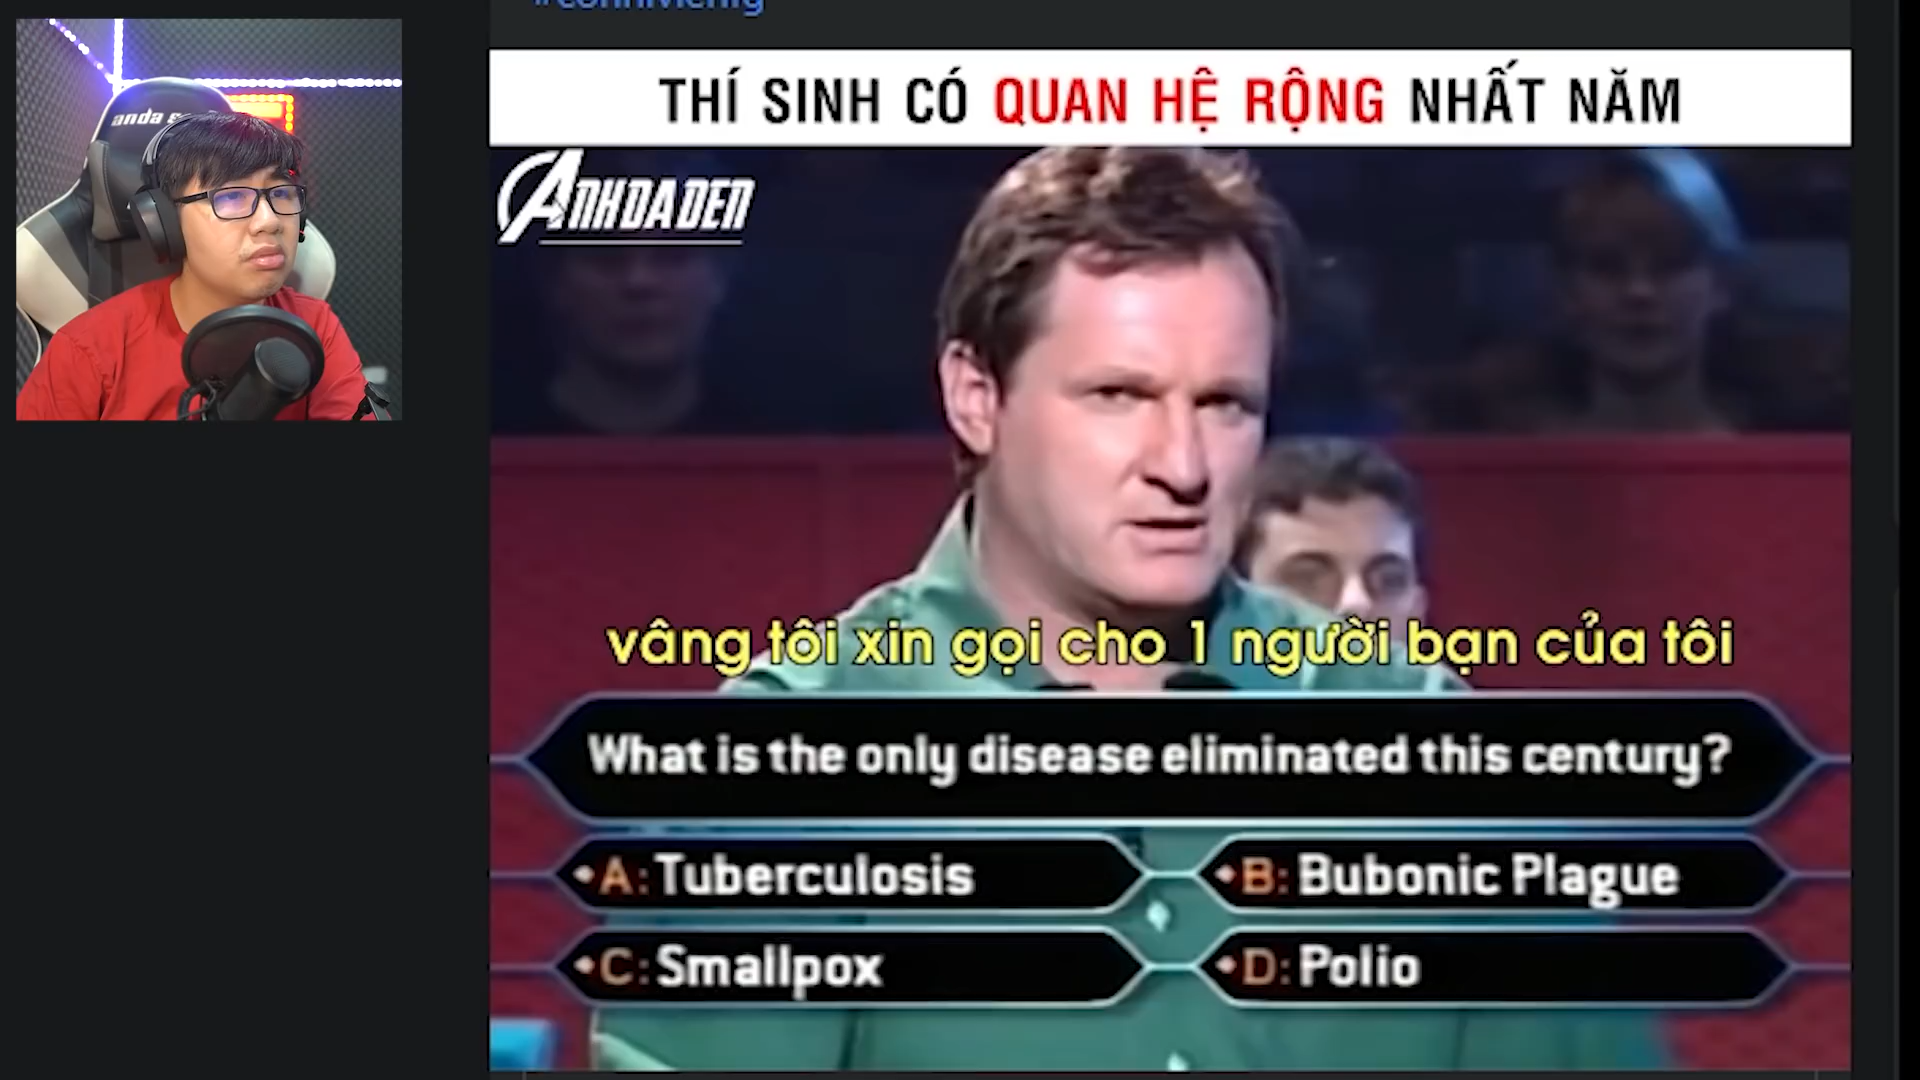 THÍ SINH CÓ QUAN HỆ RỘNG NHẤT NĂM
anda s
ANHDADEN
vâng tôi xin gọi cho 1 người bạn của tôi
What is the only disease eliminated this century?
A: Tuberculosis
B: Bubonic Plague
C: Smallpox
D: Polio